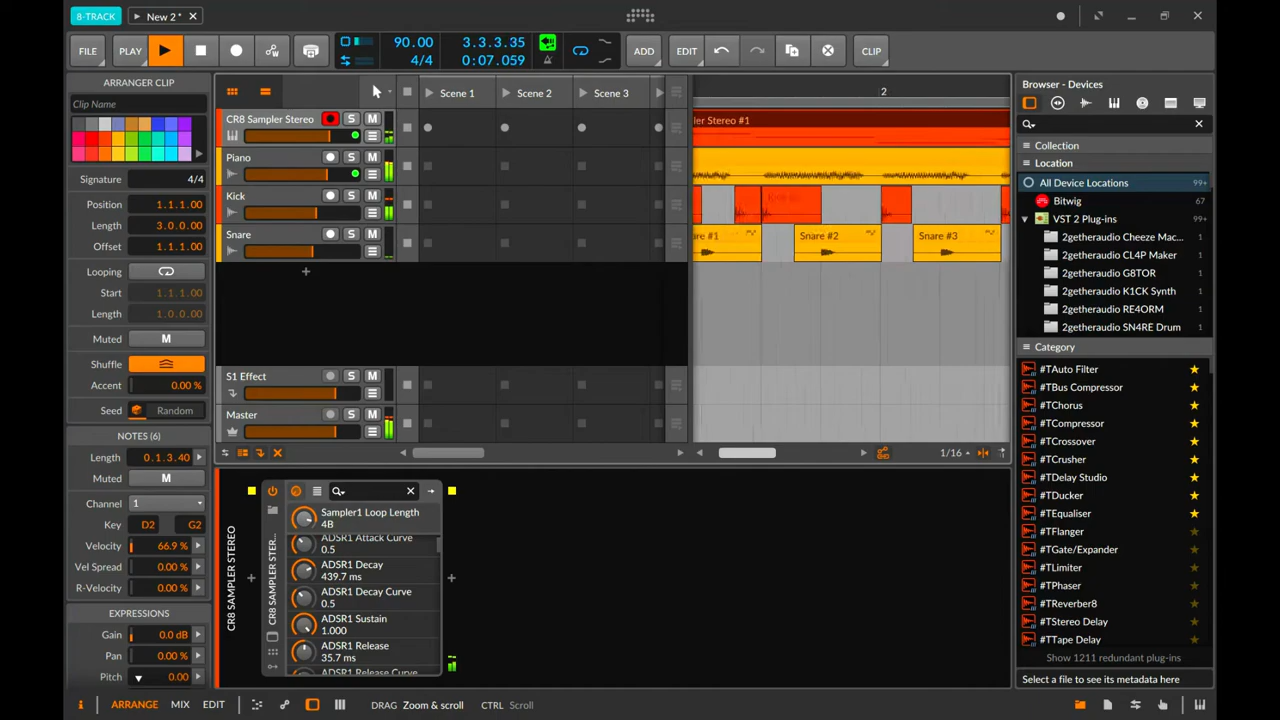 8-TRACK
New 2*
FILE
PLAY
90.00
4/4
3.3.3.35
0:07.059
ADD
EDIT
CLIP
ARRANGER CLIP
Clip Name
Signature 4/4
Position 1.1.1.00
Length 3.0.0.00
Offset 1.1.1.00
Looping
Start 1.1.1.00
Length 1.0.0.00
Muted M
Shuffle
Accent 0.00 %
Seed Random
NOTES (6)
Length 0.1.3.40
Muted M
Channel 1
Key D2 G2
Velocity 66.9 %
Vel Spread 0.00 %
R-Velocity 0.00 %
EXPRESSIONS
Gain 0.0 dB
Pan 0.00 %
Pitch 0.00
Scene 1 Scene 2 Scene 3
CR8 Sampler Stereo S M
Piano S M
Kick S M
Snare S M
S1 Effect S M
Master S M
2
ler Stereo #1
re #1 Snare #2 Snare #3
1/16
CR8 SAMPLER STEREO
CR8 SAMPLER STER...
Sampler1 Loop Length
4B
ADSR1 Attack Curve
0.5
ADSR1 Decay
439.7 ms
ADSR1 Decay Curve
0.5
ADSR1 Sustain
1.000
ADSR1 Release
35.7 ms
ADSR1 Release Curve
Browser - Devices
Collection
Location
All Device Locations 99+
Bitwig 67
VST 2 Plug-ins 99+
2getheraudio Cheeze Mac... 1
2getheraudio CL4P Maker 1
2getheraudio G8TOR 1
2getheraudio K1CK Synth 1
2getheraudio RE4ORM 1
2getheraudio SN4RE Drum 1
Category
#TAuto Filter
#TBus Compressor
#TChorus
#TCompressor
#TCrossover
#TCrusher
#TDelay Studio
#TDucker
#TEqualiser
#TFlanger
#TGate/Expander
#TLimiter
#TPhaser
#TReverber8
#TStereo Delay
#TTape Delay
Show 1211 redundant plug-ins
Select a file to see its metadata here
i ARRANGE MIX EDIT
DRAG Zoom & scroll CTRL Scroll